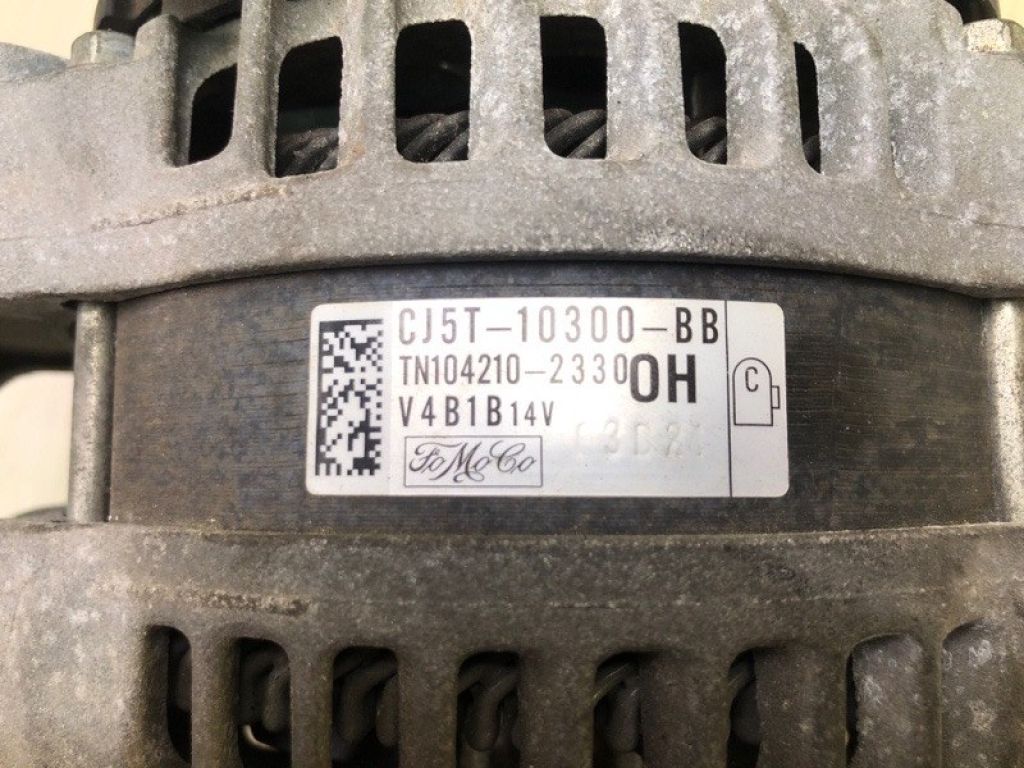 CJ5T-10300-BB
TN104210-2330 OH
V4B1B 14V
FoMoCo
C